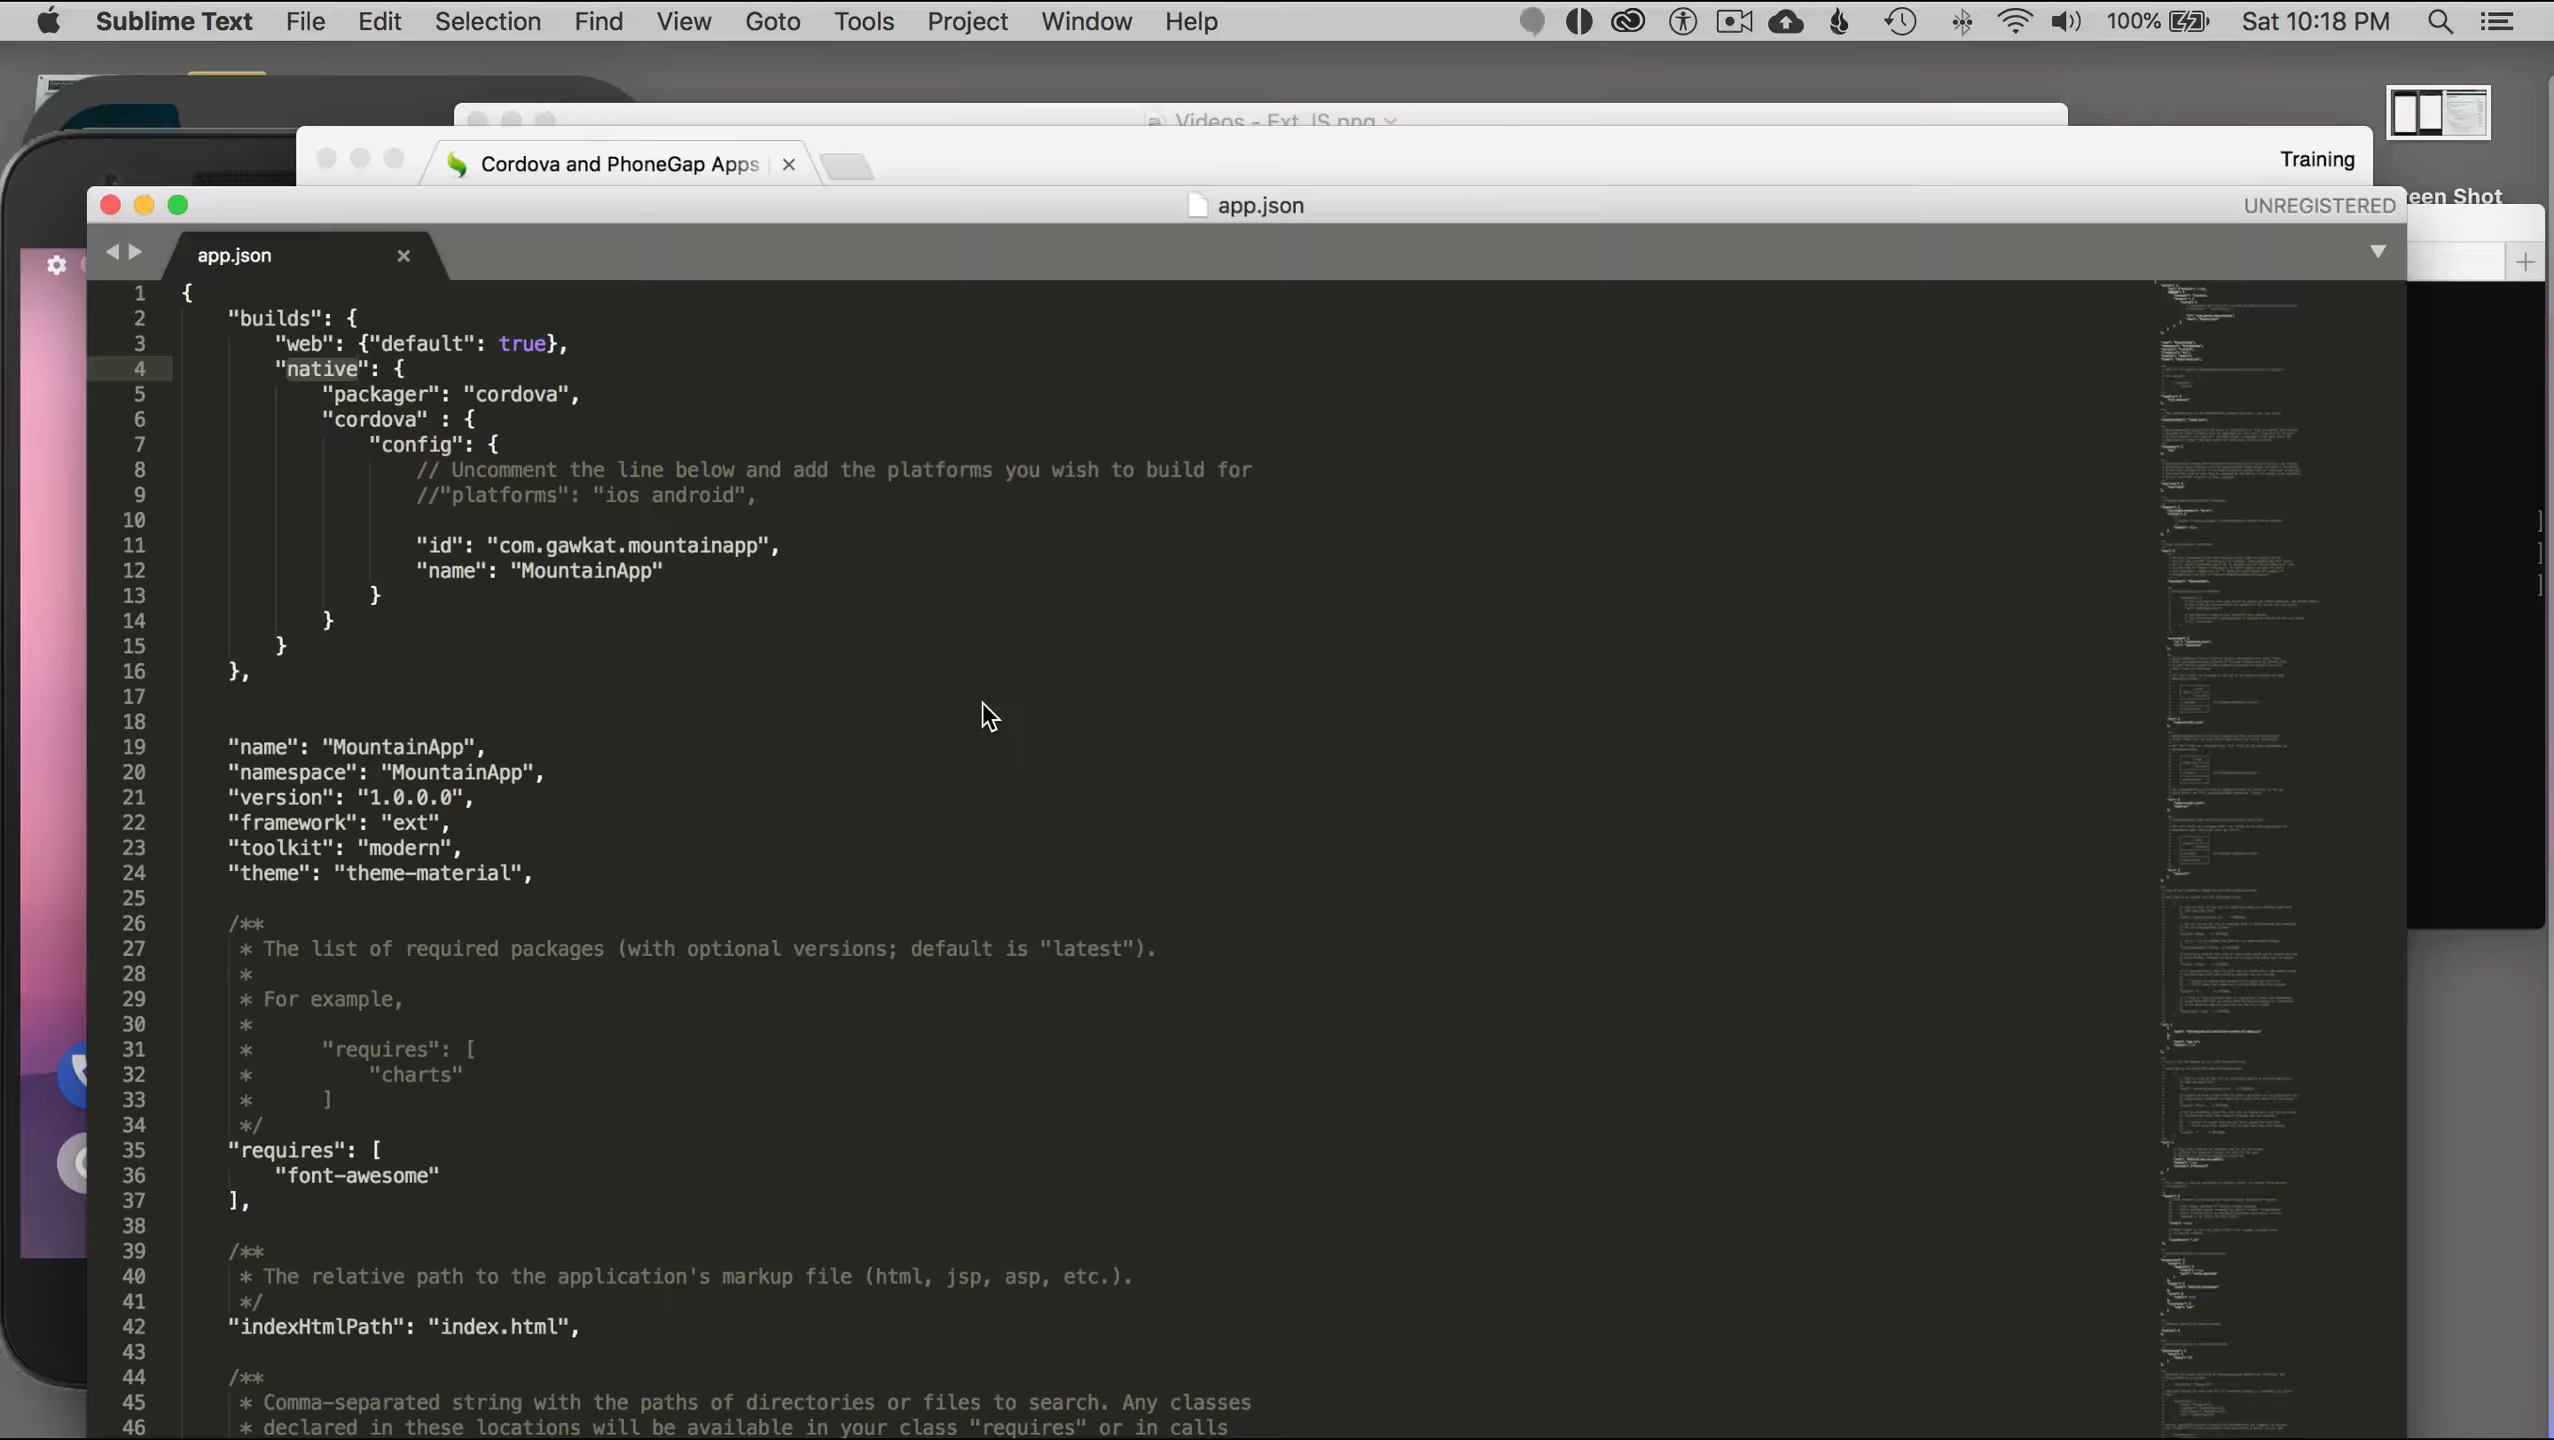 Sublime Text File Edit Selection Find View Goto Tools Project Window Help 100% Sat 10:18 PM
Videos - Ext JS.png
Cordova and PhoneGap Apps
Training
app.json
UNREGISTERED
een Shot
app.json
1 {
2 "builds": {
3 "web": {"default": true},
4 "native": {
5 "packager": "cordova",
6 "cordova" : {
7 "config": {
8 // Uncomment the line below and add the platforms you wish to build for
9 //"platforms": "ios android",
10
11 "id": "com.gawkat.mountainapp",
12 "name": "MountainApp"
13 }
14 }
15 }
16 },
17
18
19 "name": "MountainApp",
20 "namespace": "MountainApp",
21 "version": "1.0.0.0",
22 "framework": "ext",
23 "toolkit": "modern",
24 "theme": "theme-material",
25
26 /**
27 * The list of required packages (with optional versions; default is "latest").
28 *
29 * For example,
30 *
31 * "requires": [
32 * "charts"
33 * ]
34 */
35 "requires": [
36 "font-awesome"
37 ],
38
39 /**
40 * The relative path to the application's markup file (html, jsp, asp, etc.).
41 */
42 "indexHtmlPath": "index.html",
43
44 /**
45 * Comma-separated string with the paths of directories or files to search. Any classes
46 * declared in these locations will be available in your class "requires" or in calls